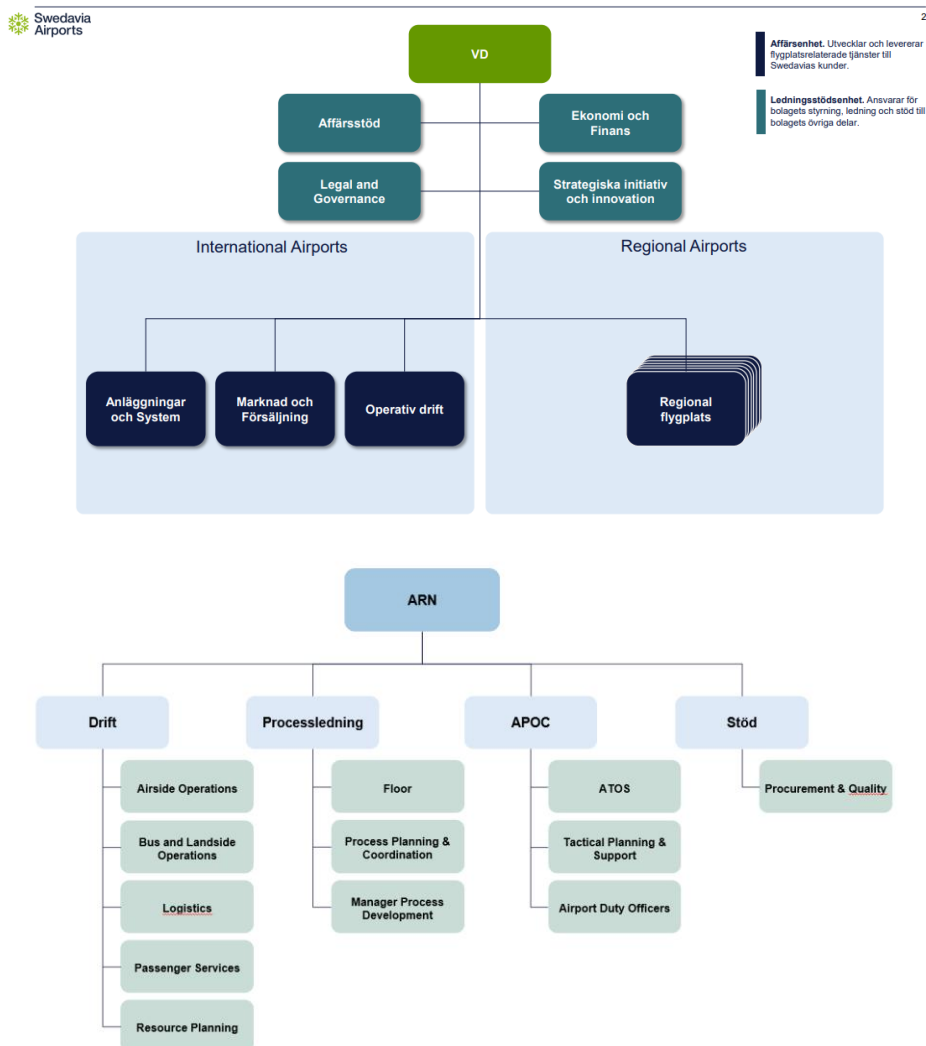 Swedavia
Airports
2
VD
Affärsenhet. Utvecklar och levererar
flygplatsrelaterade tjänster till
Swedavias kunder.
Ledningsstödsenhet. Ansvarar för
bolagets styrning, ledning och stöd till
bolagets övriga delar.
Affärsstöd
Ekonomi och
Finans
Legal and
Governance
Strategiska initiativ
och innovation
International Airports
Regional Airports
Anläggningar
och System
Marknad och
Försäljning
Operativ drift
Regional
flygplats
ARN
Drift
Processledning
APOC
Stöd
Airside Operations
Floor
ATOS
Procurement & Quality
Bus and Landside
Operations
Process Planning &
Coordination
Tactical Planning &
Support
Logistics
Manager Process
Development
Airport Duty Officers
Passenger Services
Resource Planning